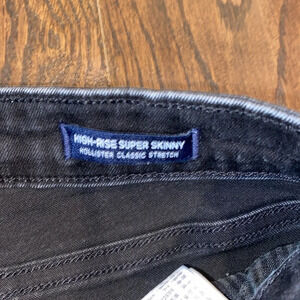 HIGH-RISE SUPER SKINNY
HOLLISTER CLASSIC STRETCH